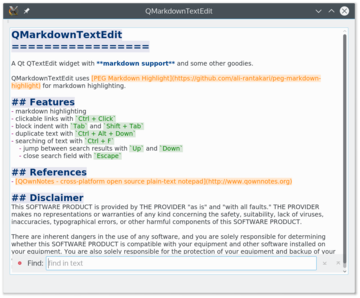 QMarkdownTextEdit
QMarkdownTextEdit
=================
A Qt QTextEdit widget with **markdown support** and some other goodies.
QMarkdownTextEdit uses [PEG Markdown Highlight](https://github.com/ali-rantakari/peg-markdown-
highlight) for markdown highlighting.
## Features
- markdown highlighting
- clickable links with `Ctrl + Click`
- block indent with `Tab` and `Shift + Tab`
- duplicate text with `Ctrl + Alt + Down`
- searching of text with `Ctrl + F`
- jump between search results with `Up` and `Down`
- close search field with `Escape`
## References
- [QOwnNotes - cross-platform open source plain-text notepad](http://www.qownnotes.org)
## Disclaimer
This SOFTWARE PRODUCT is provided by THE PROVIDER "as is" and "with all faults." THE PROVIDER
makes no representations or warranties of any kind concerning the safety, suitability, lack of viruses,
inaccuracies, typographical errors, or other harmful components of this SOFTWARE PRODUCT.
There are inherent dangers in the use of any software, and you are solely responsible for determining
whether this SOFTWARE PRODUCT is compatible with your equipment and other software installed on
your equipment. You are also solely responsible for the protection of your equipment and backup of your
Find: find in text